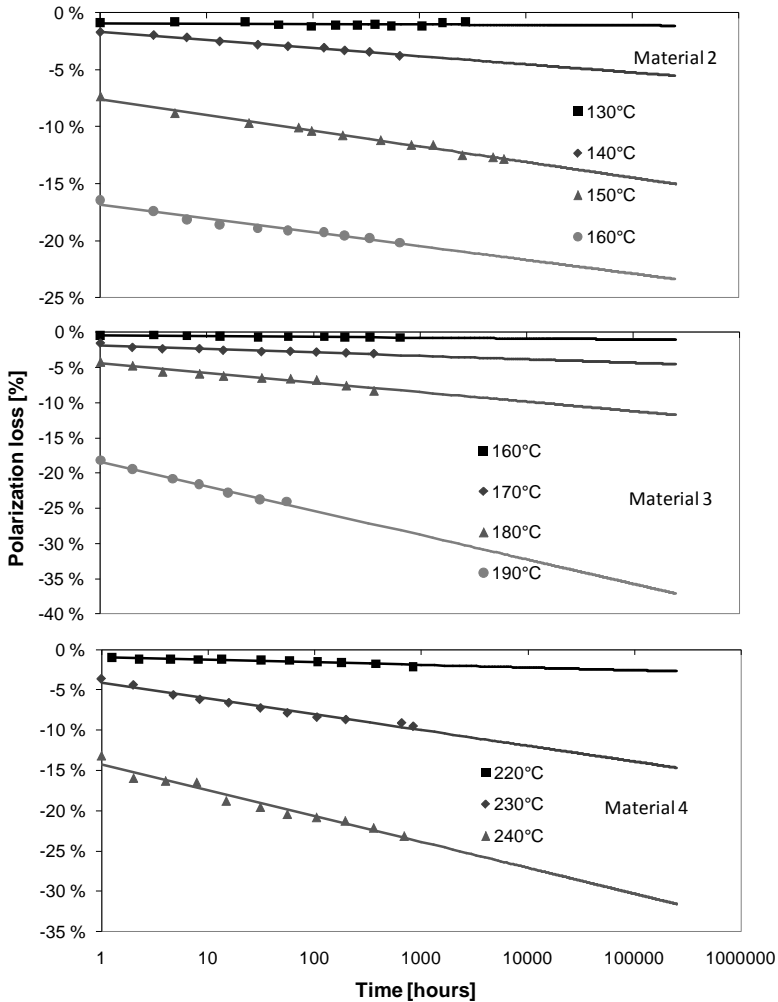 0 %
-5 %
-10 %
-15 %
-20 %
-25 %
Material 2
130°C
140°C
150°C
160°C
0 %
-5 %
-10 %
-15 %
-20 %
-25 %
-30 %
-35 %
-40 %
Material 3
160°C
170°C
180°C
190°C
Polarization loss [%]
0 %
-5 %
-10 %
-15 %
-20 %
-25 %
-30 %
-35 %
Material 4
220°C
230°C
240°C
1 10 100 1000 10000 100000 1000000
Time [hours]